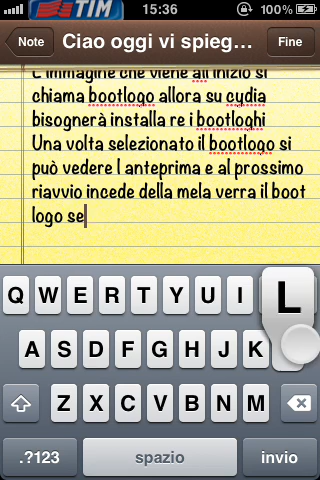 TIM 15:36 100%
Note Ciao oggi vi spieg... Fine
L immagine che viene all inizio si
chiama bootlogo allora su cydia
bisognerà installa re i bootloghi
Una volta selezionato il bootlogo si
può vedere l anteprima e al prossimo
riavvio incede della mela verra il boot
logo se
Q W E R T Y U I L
A S D F G H J K
Z X C V B N M
.?123 spazio invio